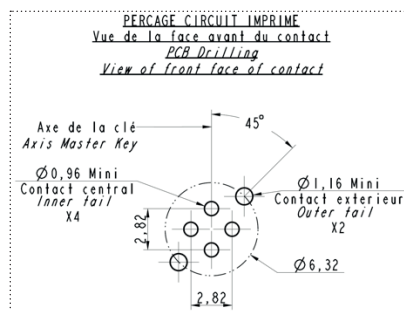 PERCAGE CIRCUIT IMPRIME
Vue de la face avant du contact
PCB Drilling
View of front face of contact
45°
Axe de la clé
Axis Master Key
Ø0,96 Mini
Contact central
Inner tail
X4
Ø1,16 Mini
Contact exterieur
Outer tail
X2
2,82
Ø6,32
2,82